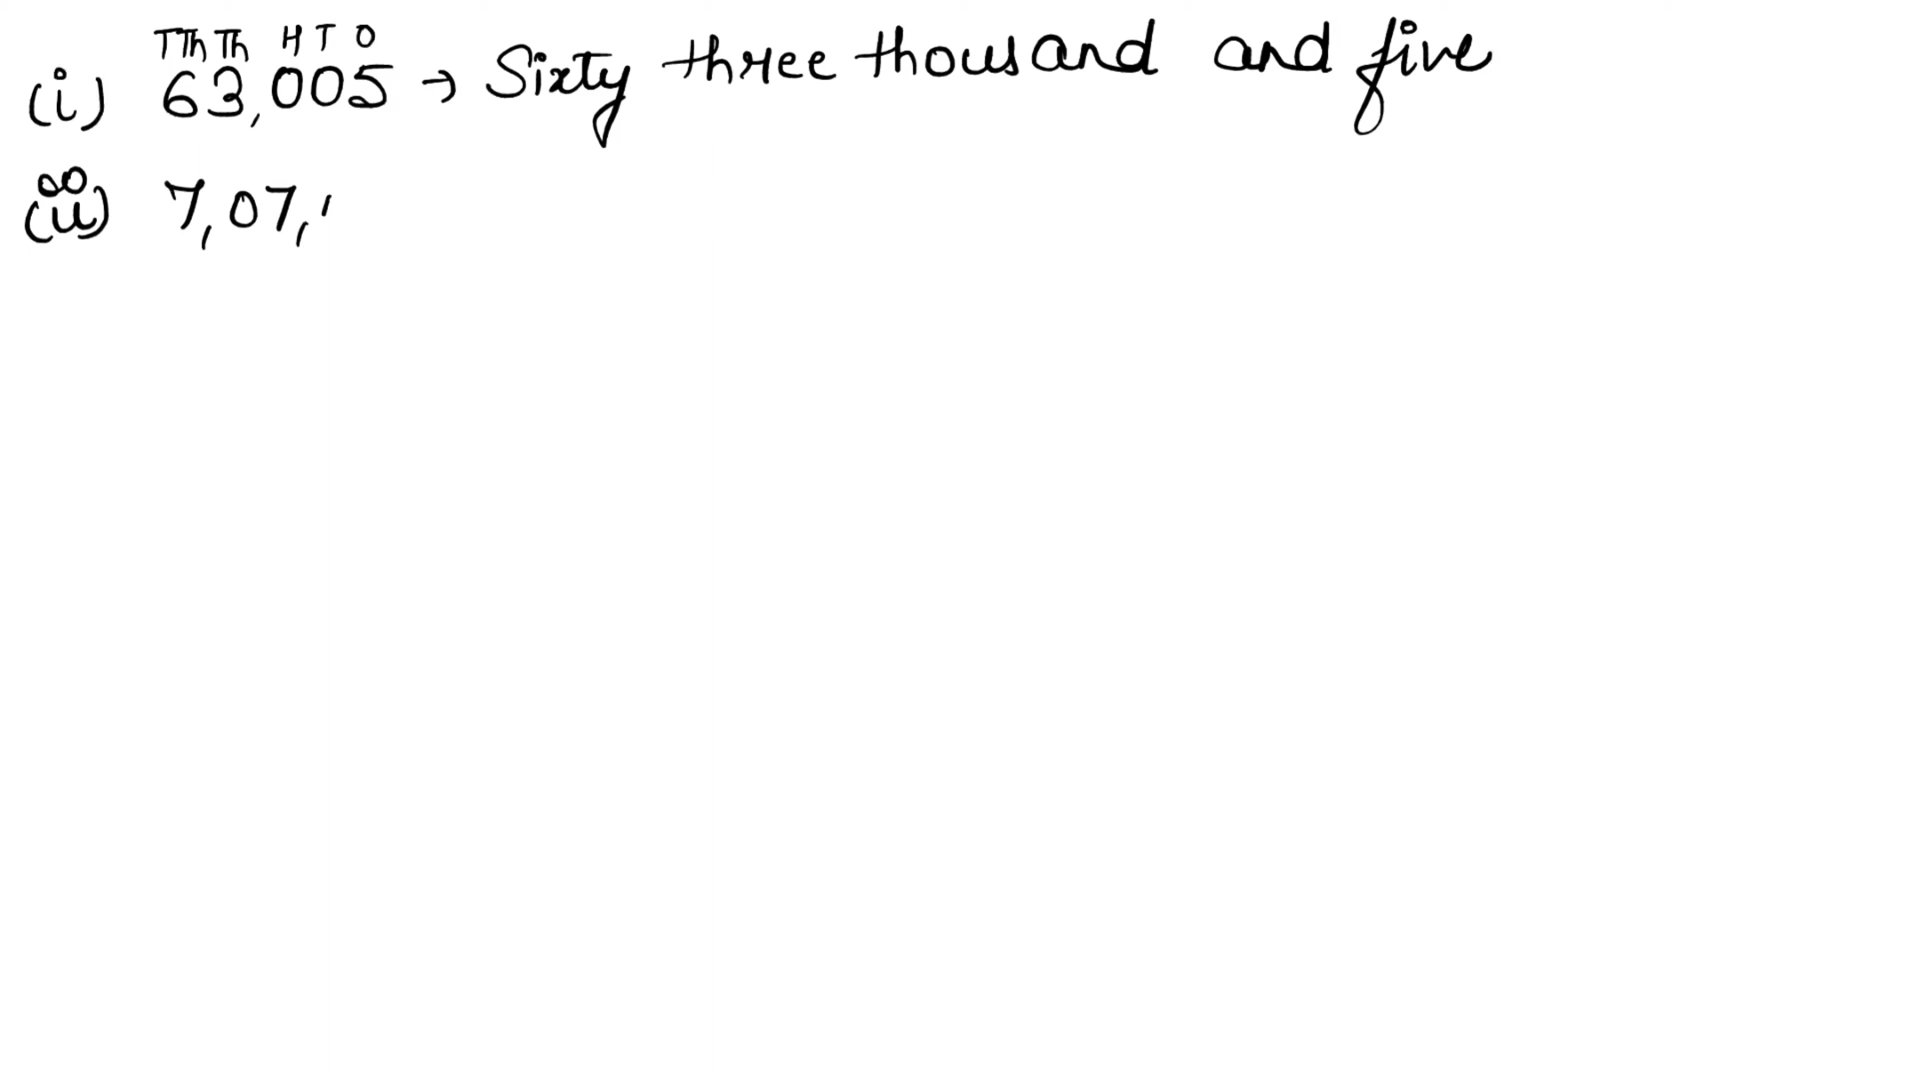 TTh Th H T O
(i) 63,005 → Sixty three thousand and five
(ii) 7,07,